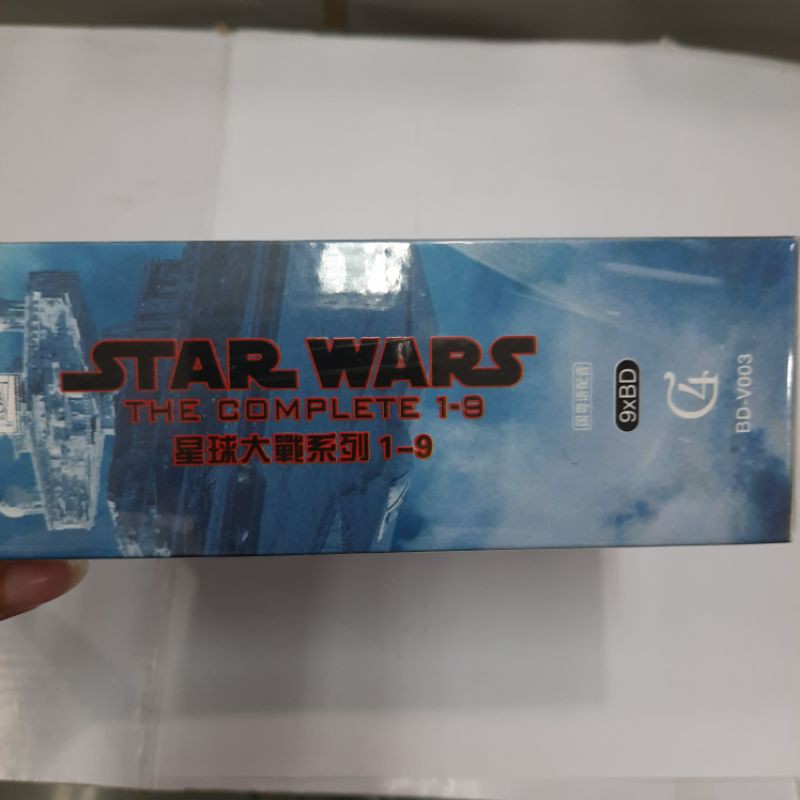 STAR WARS
THE COMPLETE 1-9
星球大戰系列 1-9
9xBD
BD-V003